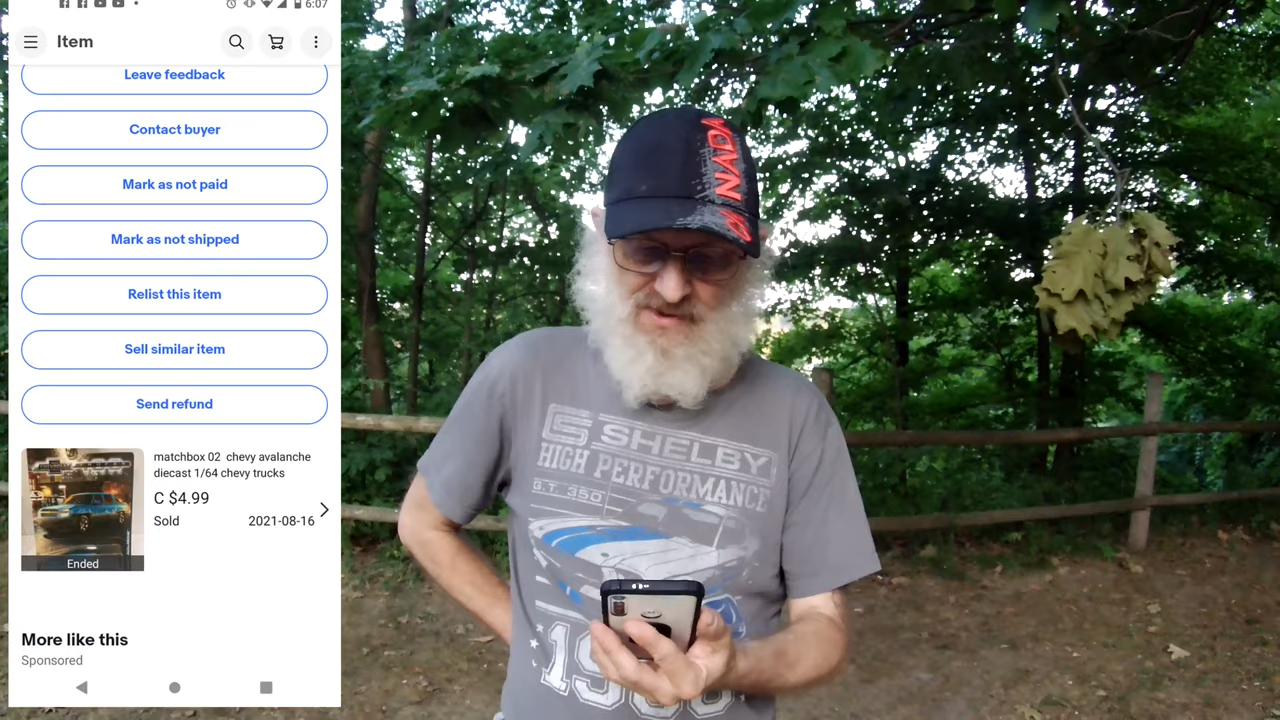 6:07
Item
Leave feedback
Contact buyer
Mark as not paid
Mark as not shipped
Relist this item
Sell similar item
Send refund
matchbox 02 chevy avalanche
diecast 1/64 chevy trucks
C $4.99
Sold 2021-08-16
Ended
More like this
Sponsored
SHELBY
HIGH PERFORMANCE
G.T. 350